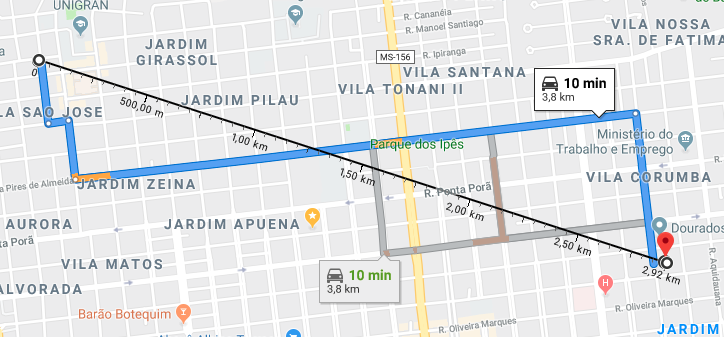 UNIGRAN
R. Cananéia
R. Manoel Santiago
VILA NOSSA
SRA. DE FATIMA
JARDIM
GIRASSOL
R. Ipiranga
MS-156
0
VILA SANTANA
VILA TONANI II
10 min
3,8 km
500,00 m
JARDIM PILAU
LA SAO JOSE
1,00 km
Ministério do
Trabalho e Emprego
Parque dos Ipês
1,50 km
Pires de Almeida
JARDIM ZEINA
VILA CORUMBA
R. Ponta Porã
2,00 km
AURORA
JARDIM APUENA
Dourados
Ponta Porã
2,50 km
VILA MATOS
10 min
3,8 km
2,92 km
R. Aquidauana
ALVORADA
Barão Botequim
H
R. Oliveira Marques
R. Oliveira Marques
JARDIM